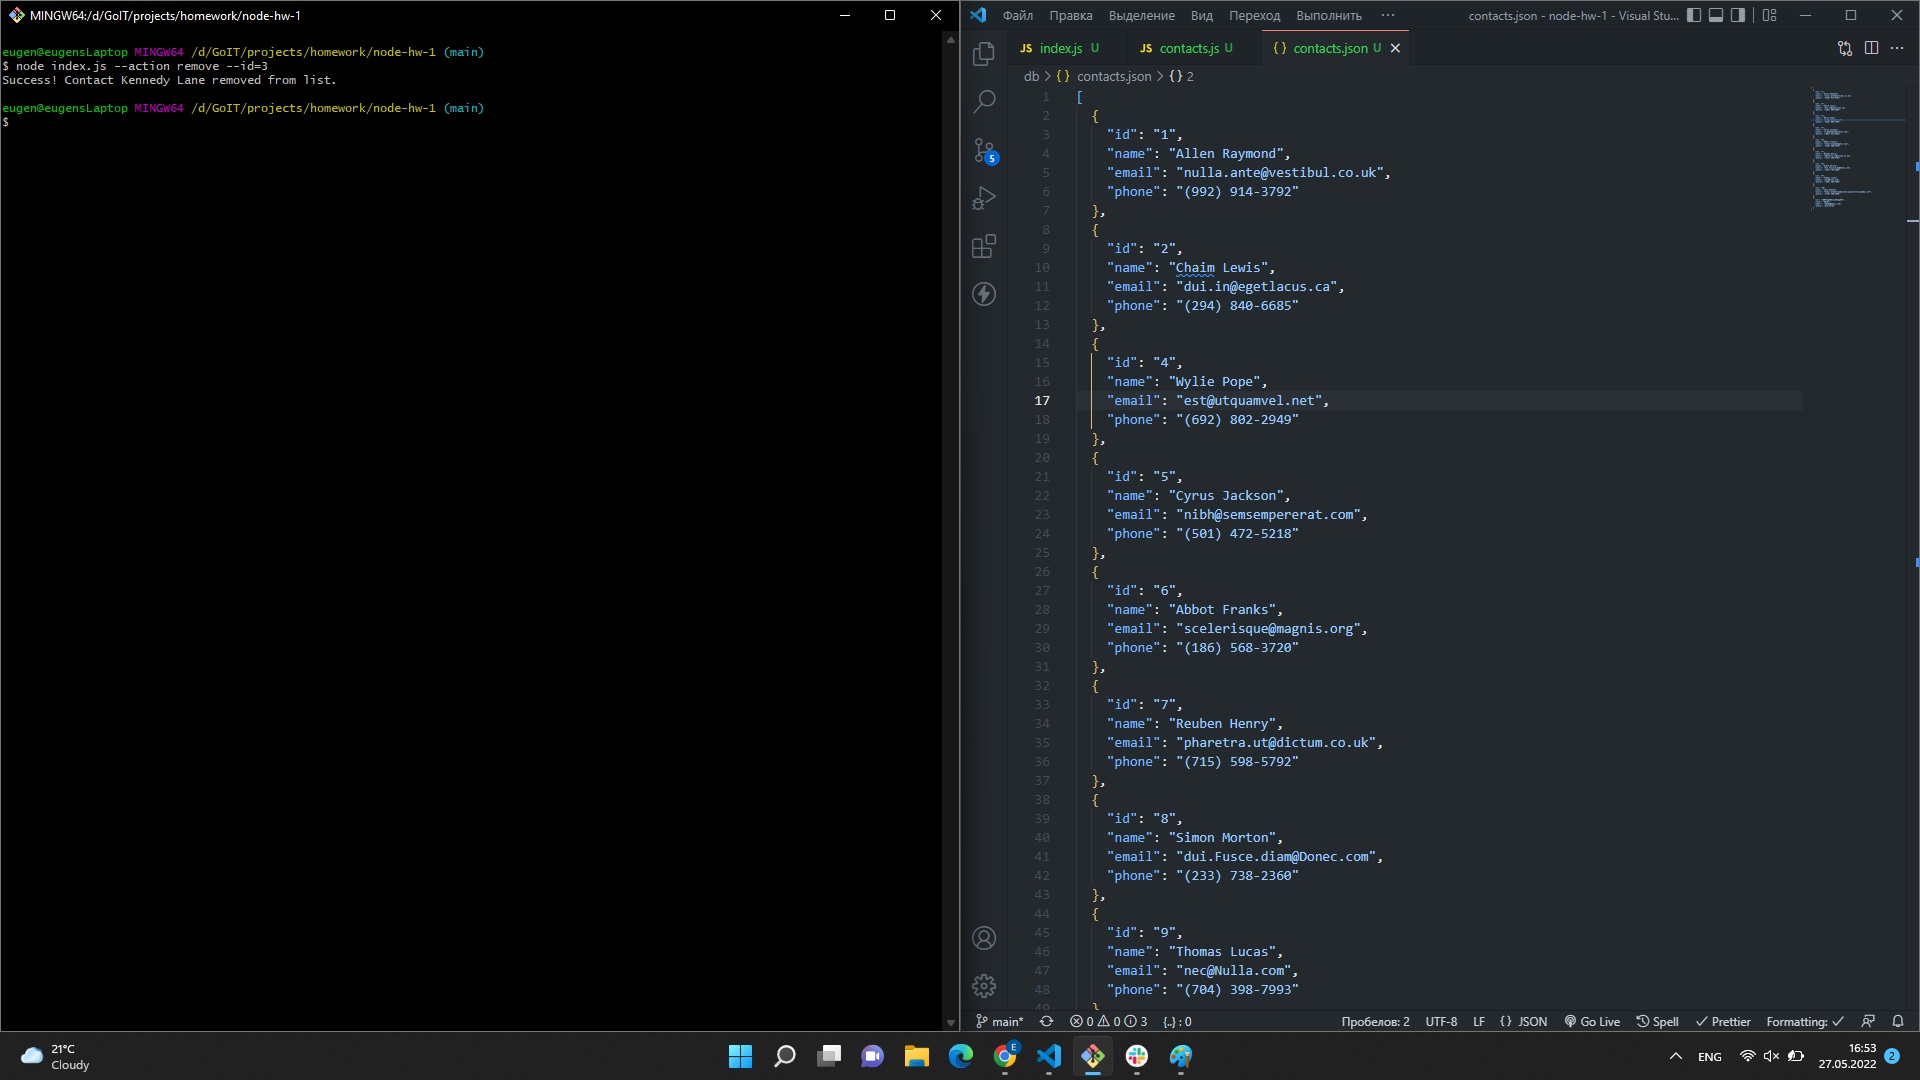 MINGW64:/d/GoIT/projects/homework/node-hw-1
eugen@eugensLaptop MINGW64 /d/GoIT/projects/homework/node-hw-1 (main)
$ node index.js --action remove --id=3
Success! Contact Kennedy Lane removed from list.
eugen@eugensLaptop MINGW64 /d/GoIT/projects/homework/node-hw-1 (main)
$
Файл Правка Выделение Вид Переход Выполнить ··· contacts.json - node-hw-1 - Visual Stu...
JS index.js U JS contacts.js U {} contacts.json U
db > {} contacts.json > {} 2
5
1 [
2 {
3 "id": "1",
4 "name": "Allen Raymond",
5 "email": "nulla.ante@vestibul.co.uk",
6 "phone": "(992) 914-3792"
7 },
8 {
9 "id": "2",
10 "name": "Chaim Lewis",
11 "email": "dui.in@egetlacus.ca",
12 "phone": "(294) 840-6685"
13 },
14 {
15 "id": "4",
16 "name": "Wylie Pope",
17 "email": "est@utquamvel.net",
18 "phone": "(692) 802-2949"
19 },
20 {
21 "id": "5",
22 "name": "Cyrus Jackson",
23 "email": "nibh@semsempererat.com",
24 "phone": "(501) 472-5218"
25 },
26 {
27 "id": "6",
28 "name": "Abbot Franks",
29 "email": "scelerisque@magnis.org",
30 "phone": "(186) 568-3720"
31 },
32 {
33 "id": "7",
34 "name": "Reuben Henry",
35 "email": "pharetra.ut@dictum.co.uk",
36 "phone": "(715) 598-5792"
37 },
38 {
39 "id": "8",
40 "name": "Simon Morton",
41 "email": "dui.Fusce.diam@Donec.com",
42 "phone": "(233) 738-2360"
43 },
44 {
45 "id": "9",
46 "name": "Thomas Lucas",
47 "email": "nec@Nulla.com",
48 "phone": "(704) 398-7993"
main* 0 0 3 {..} : 0 Пробелов: 2 UTF-8 LF {} JSON Go Live Spell Prettier Formating:
21°C
Cloudy
E
ENG
16:53
27.05.2022
2